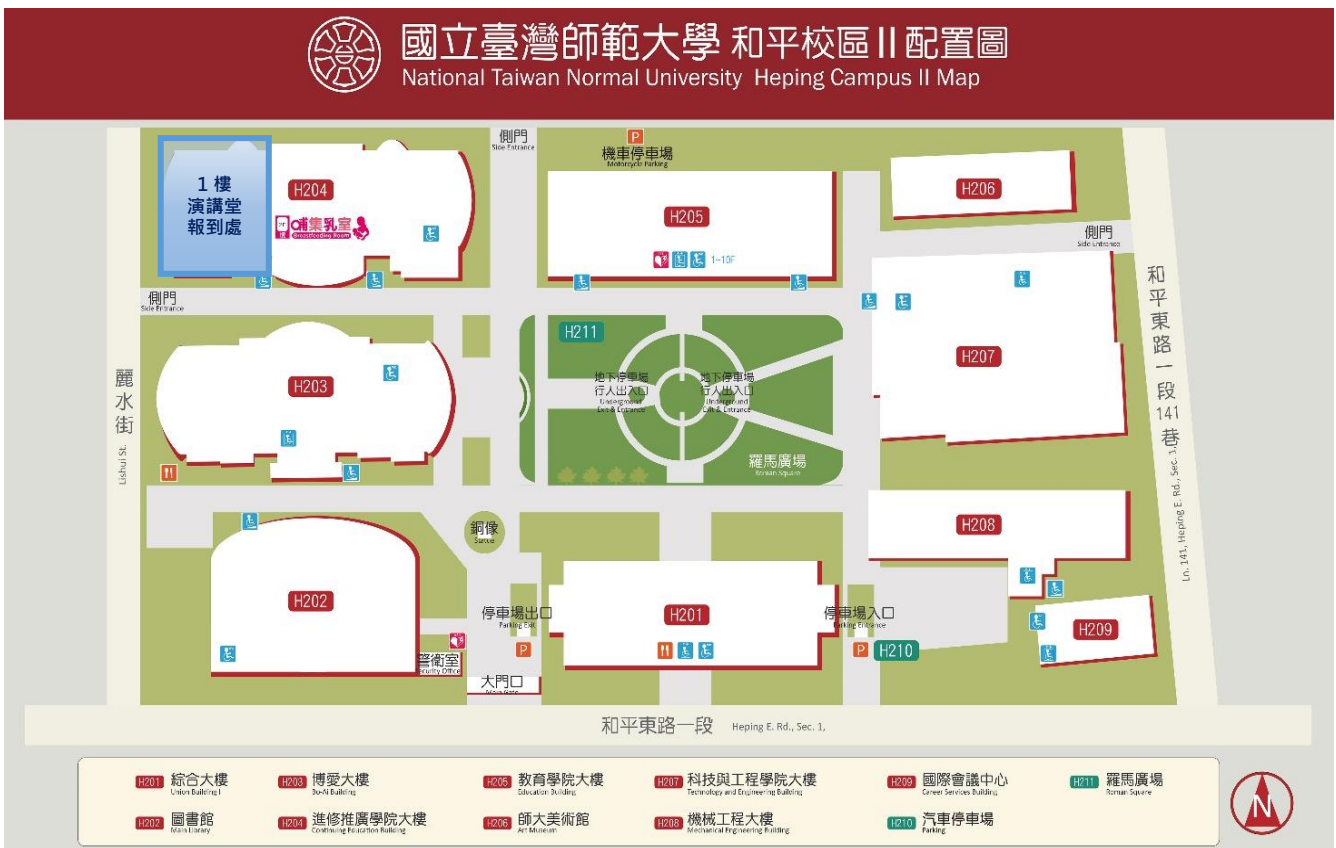 國立臺灣師範大學 和平校區 II 配置圖
National Taiwan Normal University Heping Campus II Map
側門
Side Entrance
P
機車停車場
Motorcycle Parking
1 樓
演講堂
報到處
H204
哺集乳室
Breastfeeding Room
H205
1~10F
H206
側門
Side Entrance
側門
Side Entrance
H211
H203
地下停車場
行人出入口
Underground
Exit & Entrance
地下停車場
行人出入口
Underground
Exit & Entrance
H207
羅馬廣場
Roman Square
麗水街
Lishui St.
和平東路一段141巷
Ln. 141, Heping E. Rd., Sec. 1,
銅像
Statue
H208
H202
停車場出口
Parking Exit
P
H201
停車場入口
Parking Entrance
P
H210
H209
警衛室
Security Office
大門口
Main Gate
和平東路一段 Heping E. Rd., Sec. 1,
H201 綜合大樓
Union Building I
H203 博愛大樓
Bo-Ai Building
H205 教育學院大樓
Education Building
H207 科技與工程學院大樓
Technology and Engineering Building
H209 國際會議中心
Career Services Building
H211 羅馬廣場
Roman Square
H202 圖書館
Main Library
H204 進修推廣學院大樓
Continuing Education Building
H206 師大美術館
Art Museum
H208 機械工程大樓
Mechanical Engineering Building
H210 汽車停車場
Parking
N